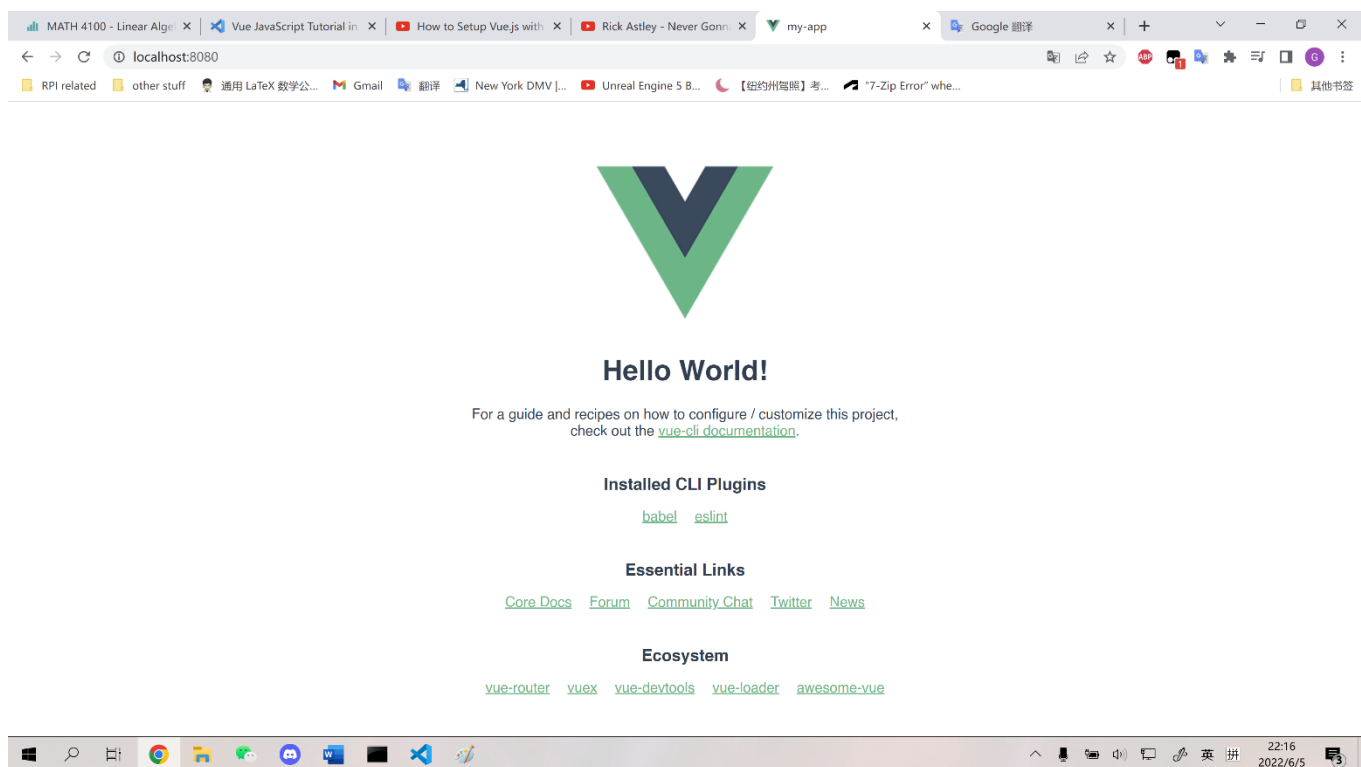 MATH 4100 - Linear Alge
Vue JavaScript Tutorial in
How to Setup Vue.js with
Rick Astley - Never Gonn
my-app
Google 翻译
localhost:8080
ABP
1
G
RPI related
other stuff
通用 LaTeX 数学公...
Gmail
翻译
New York DMV |...
Unreal Engine 5 B...
【纽约州驾照】考...
"7-Zip Error" whe...
其他书签
Hello World!
For a guide and recipes on how to configure / customize this project,
check out the vue-cli documentation.
Installed CLI Plugins
babel eslint
Essential Links
Core Docs Forum Community Chat Twitter News
Ecosystem
vue-router vuex vue-devtools vue-loader awesome-vue
英
拼
22:16
2022/6/5
3